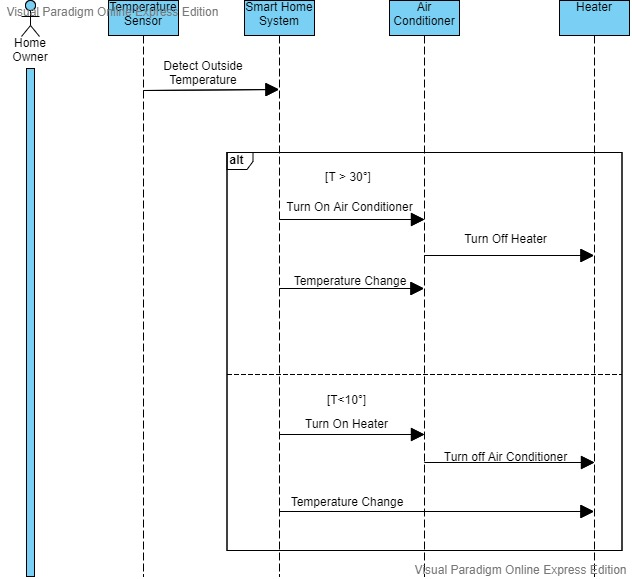 Visual Paradigm Online Express Edition
Home
Owner
Temperature
Sensor
Smart Home
System
Air
Conditioner
Heater
Detect Outside
Temperature
alt
[T > 30°]
Turn On Air Conditioner
Turn Off Heater
Temperature Change
[T<10°]
Turn On Heater
Turn off Air Conditioner
Temperature Change
Visual Paradigm Online Express Edition